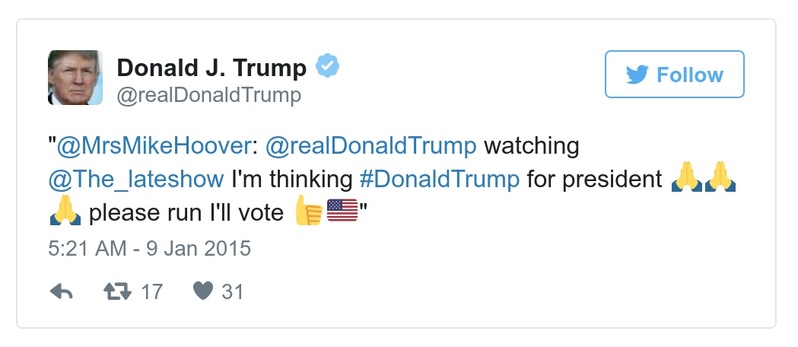 Donald J. Trump
@realDonaldTrump
Follow
"@MrsMikeHoover: @realDonaldTrump watching
@The_lateshow I'm thinking #DonaldTrump for president 🙏🙏
🙏 please run I'll vote 👍🇺🇸"
5:21 AM - 9 Jan 2015
17 31